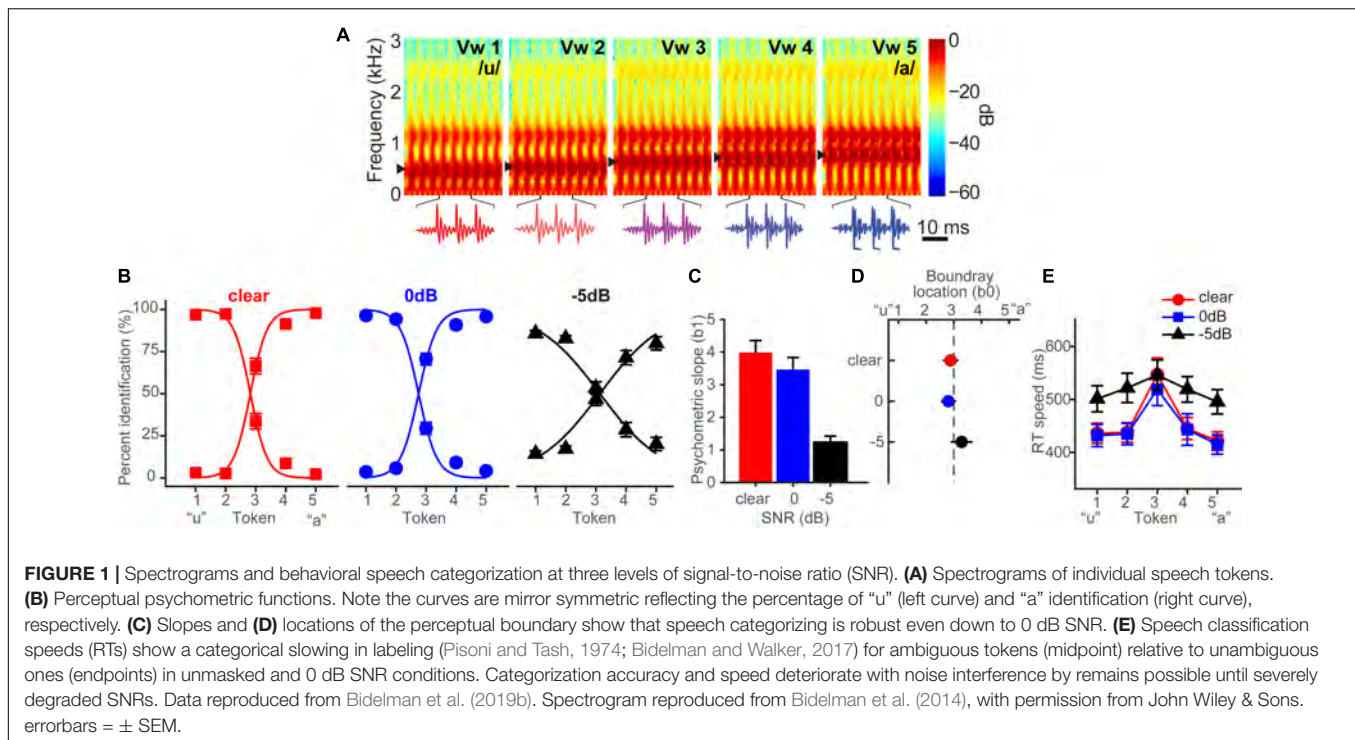 A
Vw 1
/u/
Vw 2
Vw 3
Vw 4
Vw 5
/a/
Frequency (kHz)
3
2
1
0
0
−20
−40
−60
dB
10 ms
B
clear
0dB
-5dB
Percent identification (%)
100
75
50
25
0
1 2 3 4 5
"u" Token "a"
1 2 3 4 5
Token
1 2 3 4 5
Token
C
Psychometric slope (b1)
5
4
3
2
1
0
clear 0 -5
SNR (dB)
D
Boundray
location (b0)
"u"1 2 3 4 5"a"
clear
0
-5
E
clear
0dB
-5dB
RT speed (ms)
600
500
400
1 2 3 4 5
"u" Token "a"
FIGURE 1 | Spectrograms and behavioral speech categorization at three levels of signal-to-noise ratio (SNR). (A) Spectrograms of individual speech tokens.
(B) Perceptual psychometric functions. Note the curves are mirror symmetric reflecting the percentage of "u" (left curve) and "a" identification (right curve),
respectively. (C) Slopes and (D) locations of the perceptual boundary show that speech categorizing is robust even down to 0 dB SNR. (E) Speech classification
speeds (RTs) show a categorical slowing in labeling (Pisoni and Tash, 1974; Bidelman and Walker, 2017) for ambiguous tokens (midpoint) relative to unambiguous
ones (endpoints) in unmasked and 0 dB SNR conditions. Categorization accuracy and speed deteriorate with noise interference by remains possible until severely
degraded SNRs. Data reproduced from Bidelman et al. (2019b). Spectrogram reproduced from Bidelman et al. (2014), with permission from John Wiley & Sons.
errorbars = ± SEM.